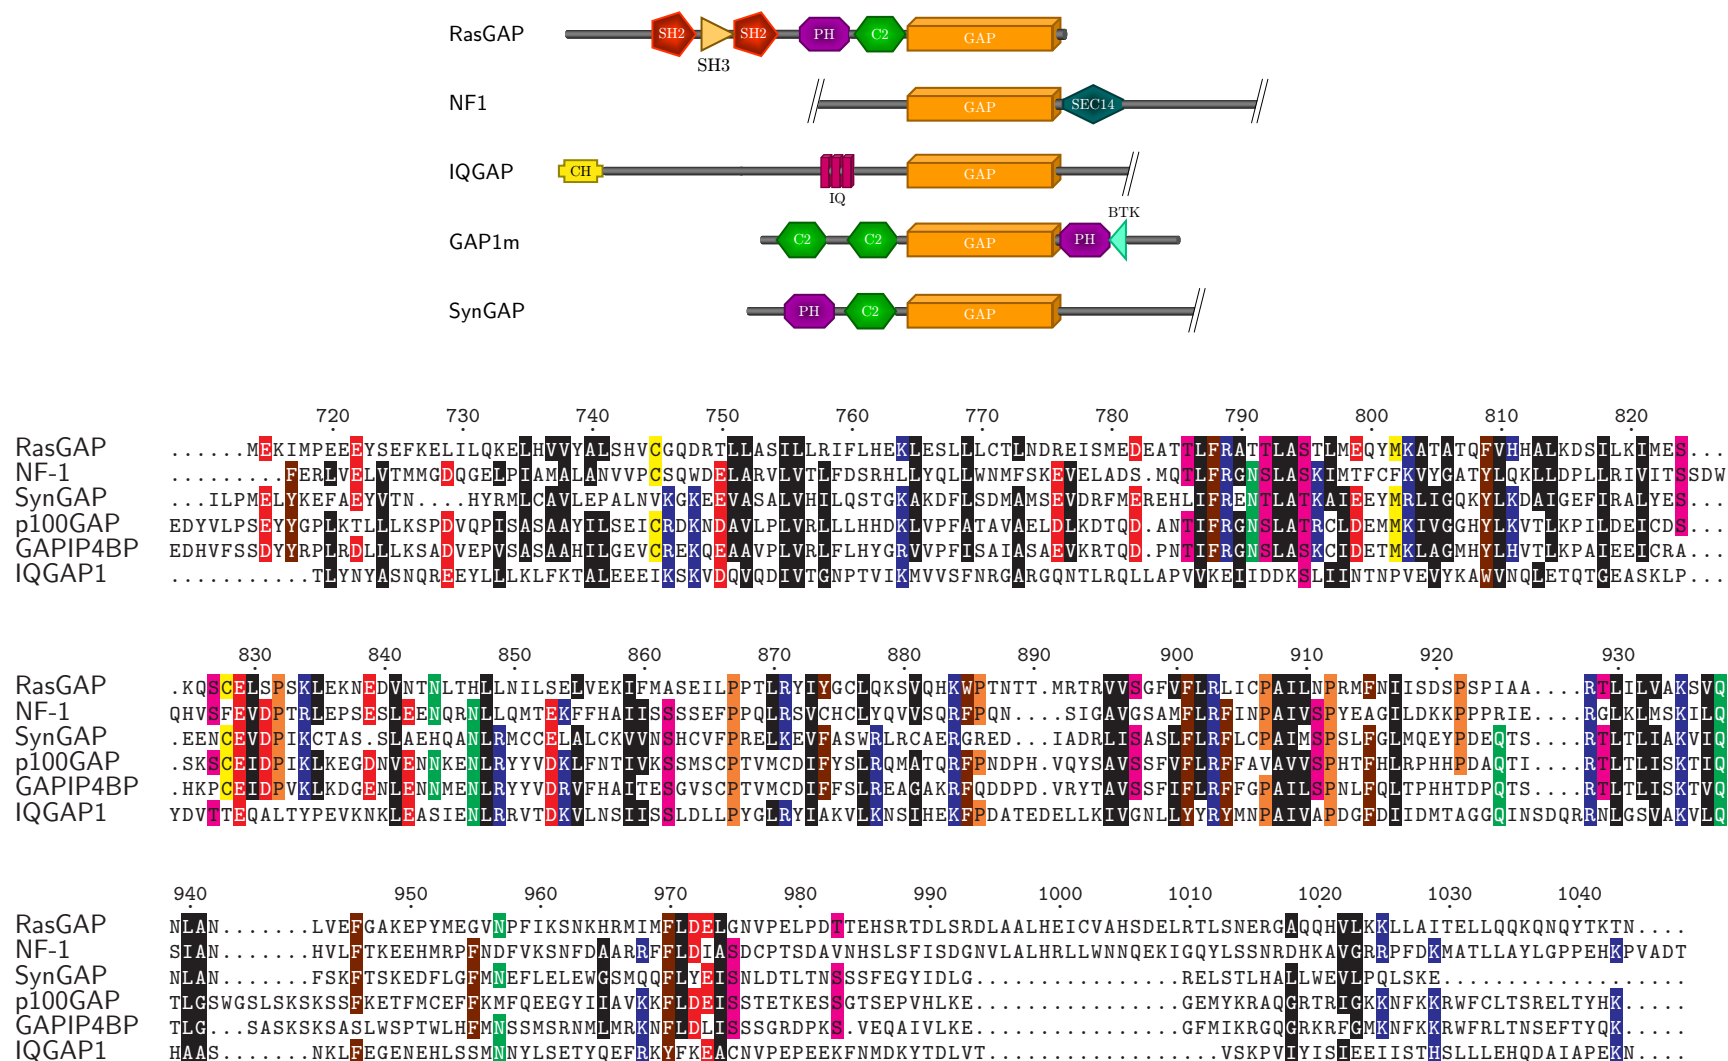 RasGAP SH2 SH2 PH C2 GAP
SH3
NF1 GAP SEC14
IQGAP CH GAP
IQ
BTK
GAP1m C2 C2 GAP PH
SynGAP PH C2 GAP
720 730 740 750 760 770 780 790 800 810 820
RasGAP ......MEKIMPEEEYSEFKELILQKELHVVYALSHVCGQDRTLLASILLRIFLHEKLESLLLCTLNDREISMEDEATTLFRATTLASTLMEQYMKATATQFVHHALKDSILKIMES...
NF-1 .........FERLVELVTMMGDQGELPIAMALANVVPCSQWDELARVLVTLFDSRHLLYQLLWNMFSKEVELADS.MQTLFRGNSLASKIMTFCFKVYGATYLQKLLDPLLRIVITSSDW
SynGAP ...ILPMELYKEFAEYVTN....HYRMLCAVLEPALNVKGKEEVASALVHILQSTGKAKDFLSDMAMSEVDRFMEREHLIFRENTLATKAIEEYMRLIGQKYLKDAIGEFIRALYES...
p100GAP EDYVLPSEYYGPLKTLLLKSPDVQPISASAAYILSEICRDKNDAVLPLVRLLLHHDKLVPFATAVAELDLKDTQD.ANTIFRGNSLATRCLDEMMKIVGGHYLKVTLKPILDEICDS...
GAPIP4BP EDHVFSSDYYRPLRDLLLKSADVEPVSASAAHILGEVCREKQEAAVPLVRLFLHYGRVVPFISAIASAEVKRTQD.PNTIFRGNSLASKCIDETMKLAGMHYLHVTLKPAIEEICRA...
IQGAP1 ...........TLYNYASNQREEYLLLKLFKTALEEEIKSKVDQVQDIVTGNPTVIKMVVSFNRGARGQNTLRQLLAPVVKEIIDDKSLIINTNPVEVYKAWVNQLETQTGEASKLP...
830 840 850 860 870 880 890 900 910 920 930
RasGAP .KQSCELSPSKLEKNEDVNTNLTHLLNILSELVEKIFMASEILPPTLRYIYGCLQKSVQHKWPTNTT.MRTRVVSGFVFLRLICPAILNPRMFNIISDSPSPIAA....RTLILVAKSVQ
NF-1 QHVSFEVDPTRLEPSESLEENQRNLLQMTEKFFHAIISSSSEFPPQLRSVCHCLYQVVSQRFPQN....SIGAVGSAMFLRFINPAIVSPYEAGILDKKPPPRIE....RGLKLMSKILQ
SynGAP .EENCEVDPIKCTAS.SLAEHQANLRMCCELALCKVVNSHCVFPRELKEVFASWRLRCAERGRED...IADRLISASLFLRFLCPAIMSPSLFGLMQEYPDEQTS....RTLTLIAKVIQ
p100GAP .SKSCEIDPIKLKEGDNVENNKENLRYYVDKLFNTIVKSSMSCPTVMCDIFYSLRQMATQRFPNDPH.VQYSAVSSFVFLRFFAVAVVSPHTFHLRPHHPDAQTI....RTLTLISKTIQ
GAPIP4BP .HKPCEIDPVKLKDGENLENNMENLRYYVDRVFHAITESGVSCPTVMCDIFFSLREAGAKRFQDDPD.VRYTAVSSFIFLRFFGPAILSPNLFQLTPHHTDPQTS....RTLTLISKTVQ
IQGAP1 YDVTTEQALTYPEVKNKLEASIENLRRVTDKVLNSIISSLDLLPYGLRYIAKVLKNSIHEKFPDATEDELLKIVGNLLYYRYMNPAIVAPDGFDIIDMTAGGQINSDQRRNLGSVAKVLQ
940 950 960 970 980 990 1000 1010 1020 1030 1040
RasGAP NLAN.......LVEFGAKEPYMEGVNPFIKSNKHRMIMFLDELGNVPELPDTTEHSRTDLSRDLAALHEICVAHSDELRTLSNERGAQQHVLKKLLAITELLQQKQNQYTKTN....
NF-1 SIAN.......HVLFTKEEHMRPFNDFVKSNFDAARRFFLDIASDCPTSDAVNHSLSFISDGNVLALHRLLWNNQEKIGQYLSSNRDHKAVGRRPFDKMATLLAYLGPPEHKPVADT
SynGAP NLAN.......FSKFTSKEDFLGFMNEFLELEWGSMQQFLYEISNLDTLTNSSSFEGYIDLG................RELSTLHALLWEVLPQLSKE..................
p100GAP TLGSWGSLSKSKSSFKETFMCEFFKMFQEEGYIIAVKKFLDEISSTETKESSGTSEPVHLKE................GEMYKRAQGRTRIGKKNFKKRWFCLTSRELTYHK.....
GAPIP4BP TLG...SASKSKSASLWSPTWLHFMNSSMSRNMLMRKNFLDLISSSGRDPKS.VEQAIVLKE................GFMIKRGQGRKRFGMKNFKKRWFRLTNSEFTYQK.....
IQGAP1 HAAS.......NKLFEGENEHLSSMNNYLSETYQEFRKYFKEACNVPEPEEKFNMDKYTDLVT..................VSKPVIYISIEEIISTHSLLLEHQDAIAPEKN....